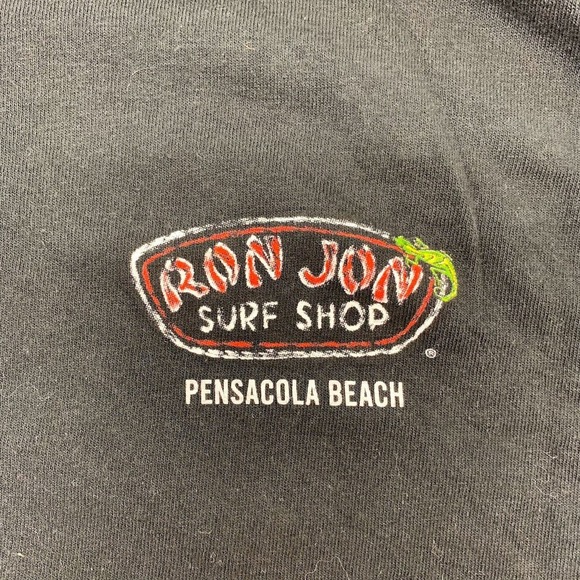 RON JON
SURF SHOP
®
PENSACOLA BEACH